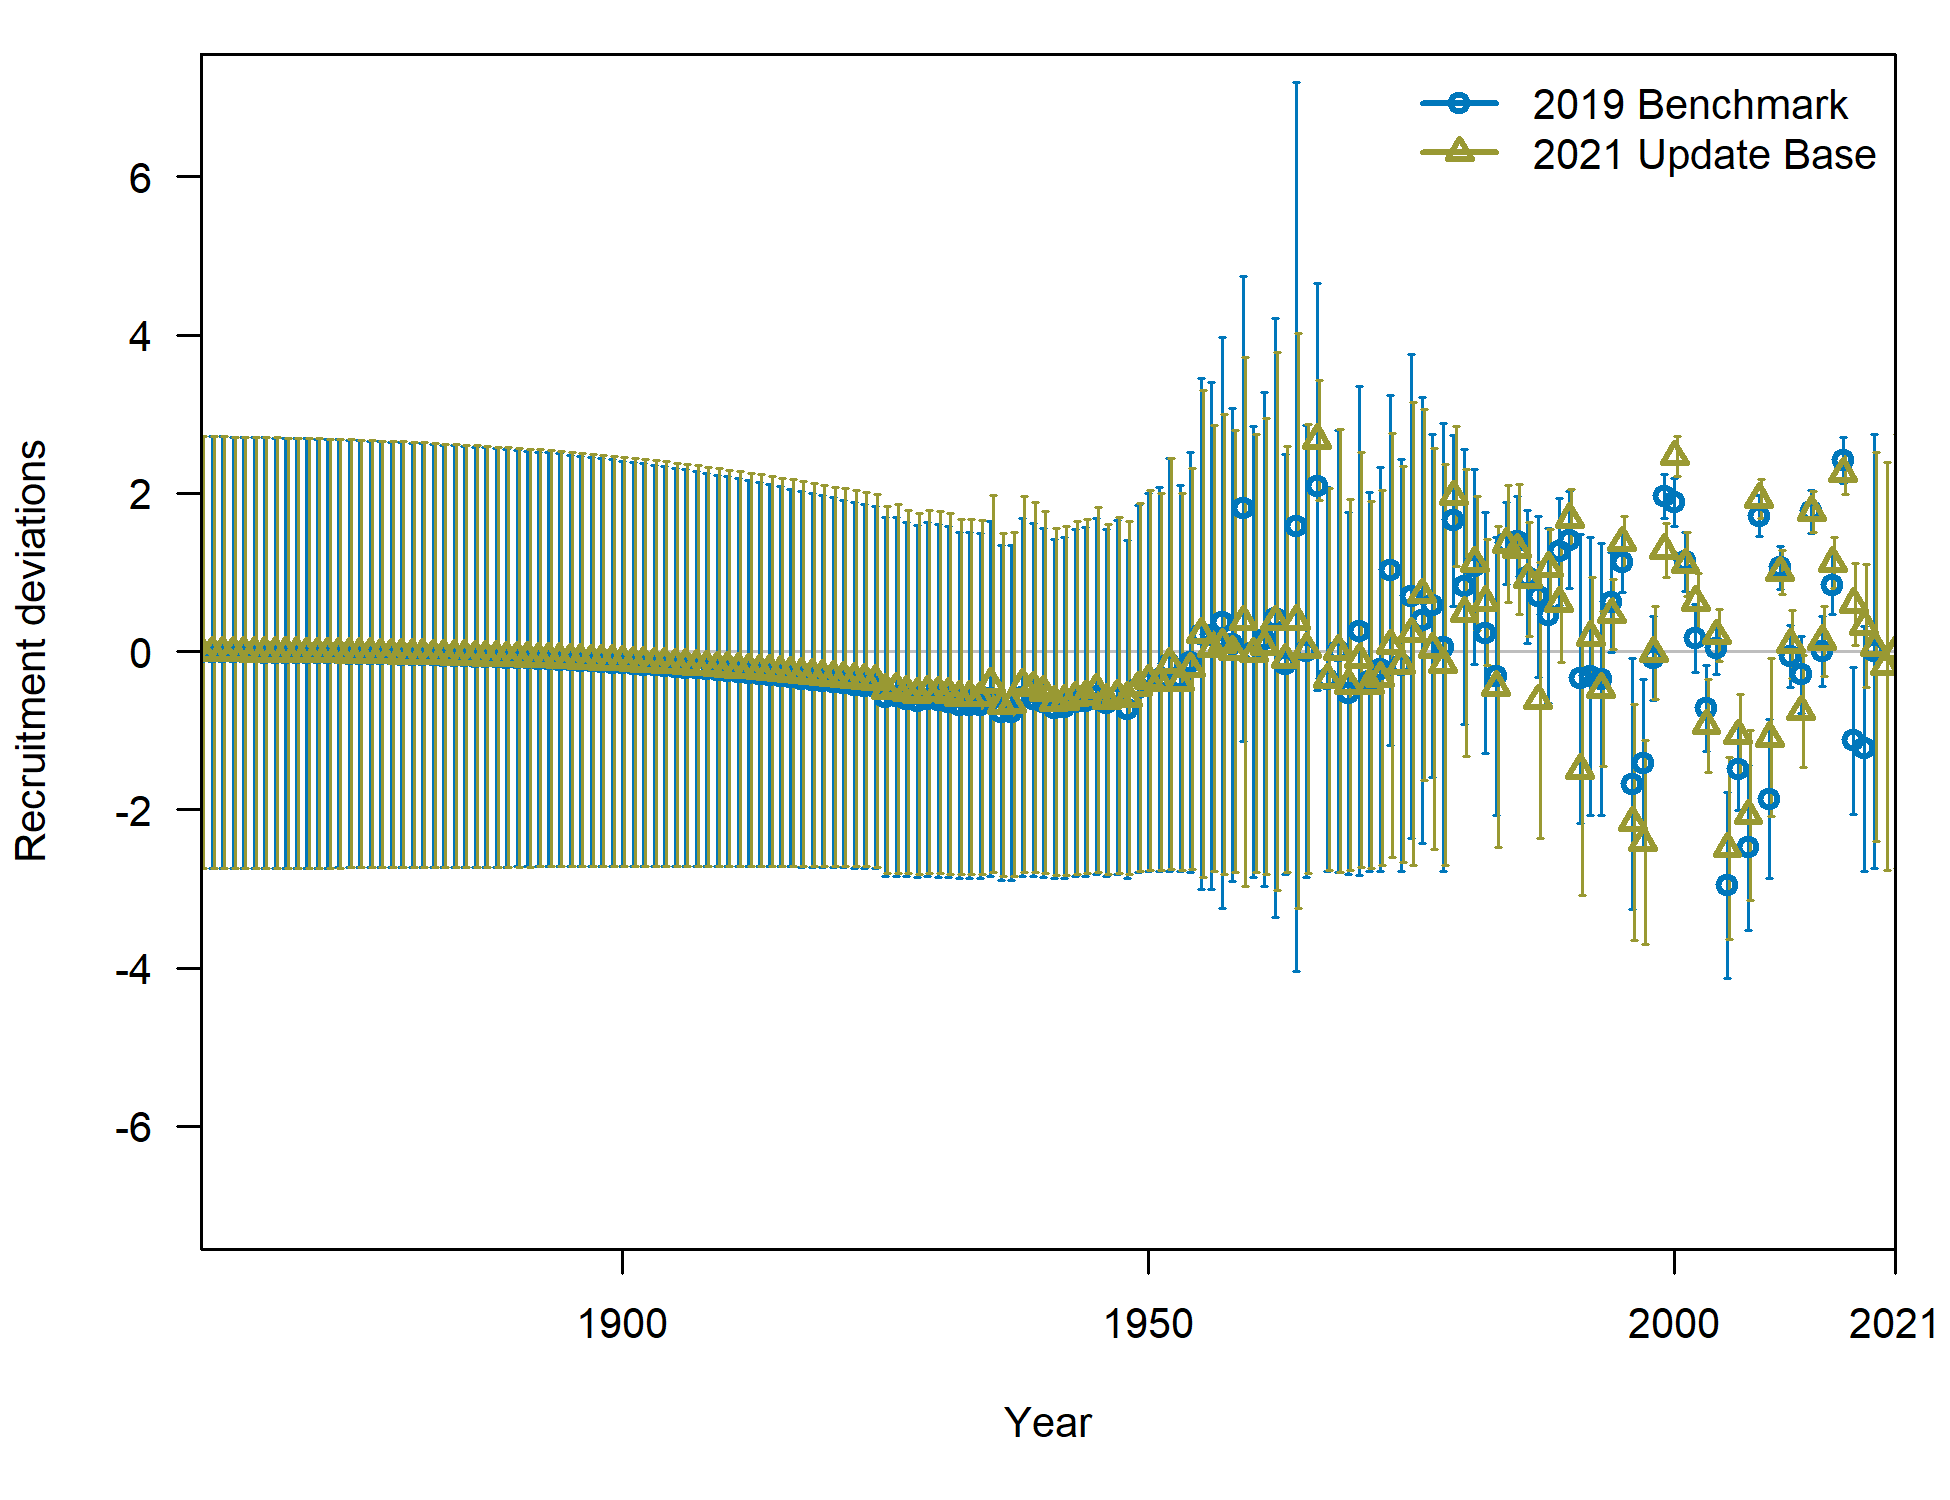 2019 Benchmark
2021 Update Base
6
4
2
0
-2
-4
-6
Recruitment deviations
1900
1950
2000
2021
Year